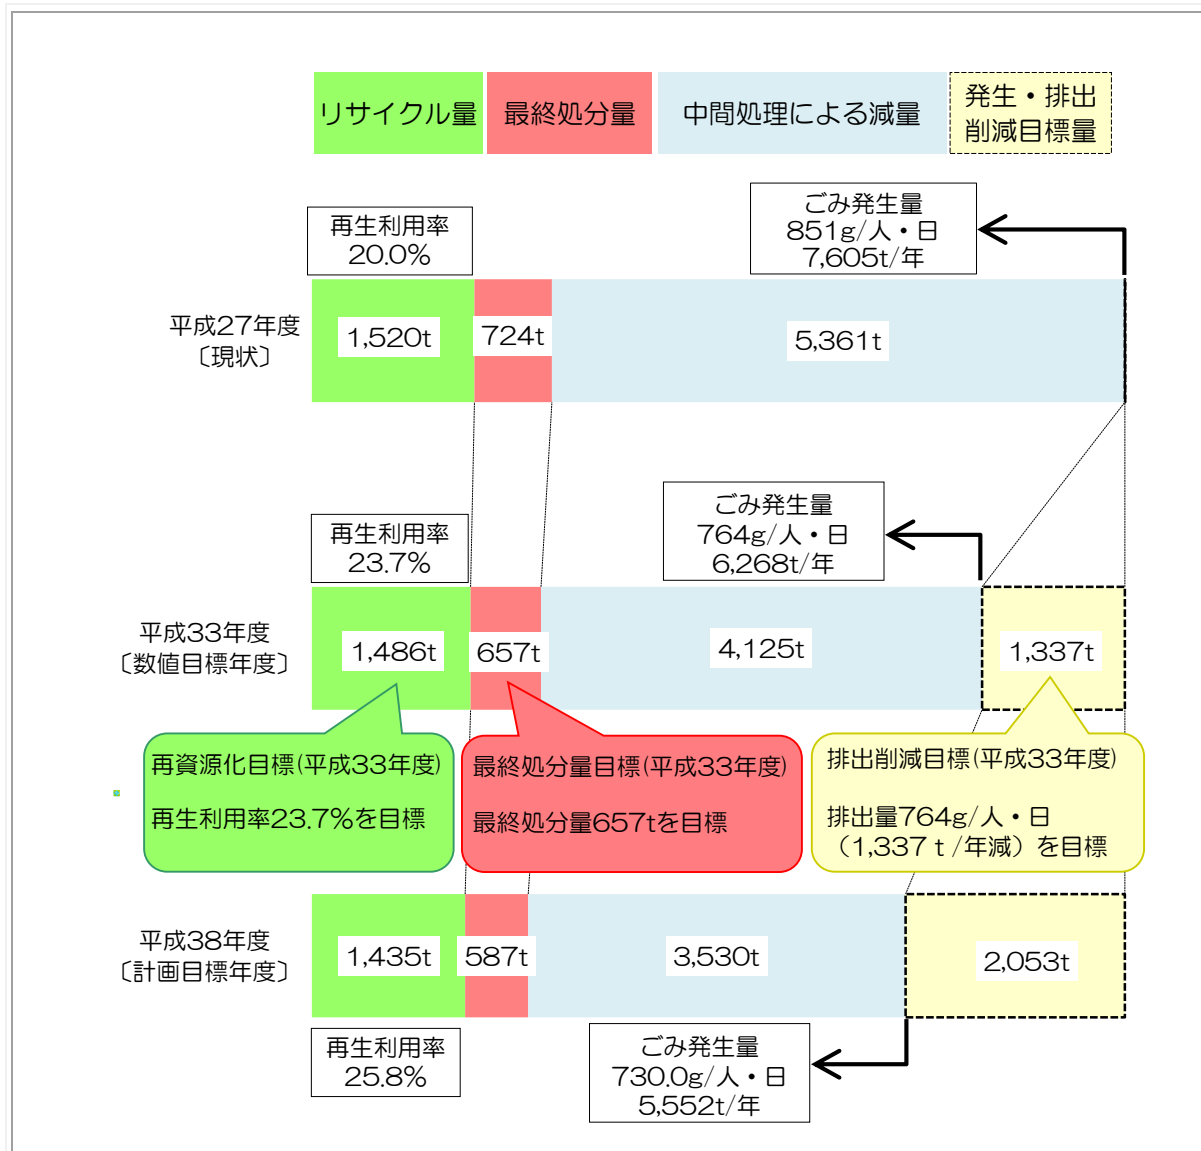 リサイクル量
最終処分量
中間処理による減量
発生・排出
削減目標量
再生利用率
20.0%
ごみ発生量
851g/人・日
7,605t/年
平成27年度
〔現状〕
1,520t
724t
5,361t
再生利用率
23.7%
ごみ発生量
764g/人・日
6,268t/年
平成33年度
〔数値目標年度〕
1,486t
657t
4,125t
1,337t
再資源化目標(平成33年度)
再生利用率23.7%を目標
最終処分量目標(平成33年度)
最終処分量657tを目標
排出削減目標(平成33年度)
排出量764g/人・日
（1,337ｔ/年減）を目標
平成38年度
〔計画目標年度〕
1,435t
587t
3,530t
2,053t
再生利用率
25.8%
ごみ発生量
730.0g/人・日
5,552t/年